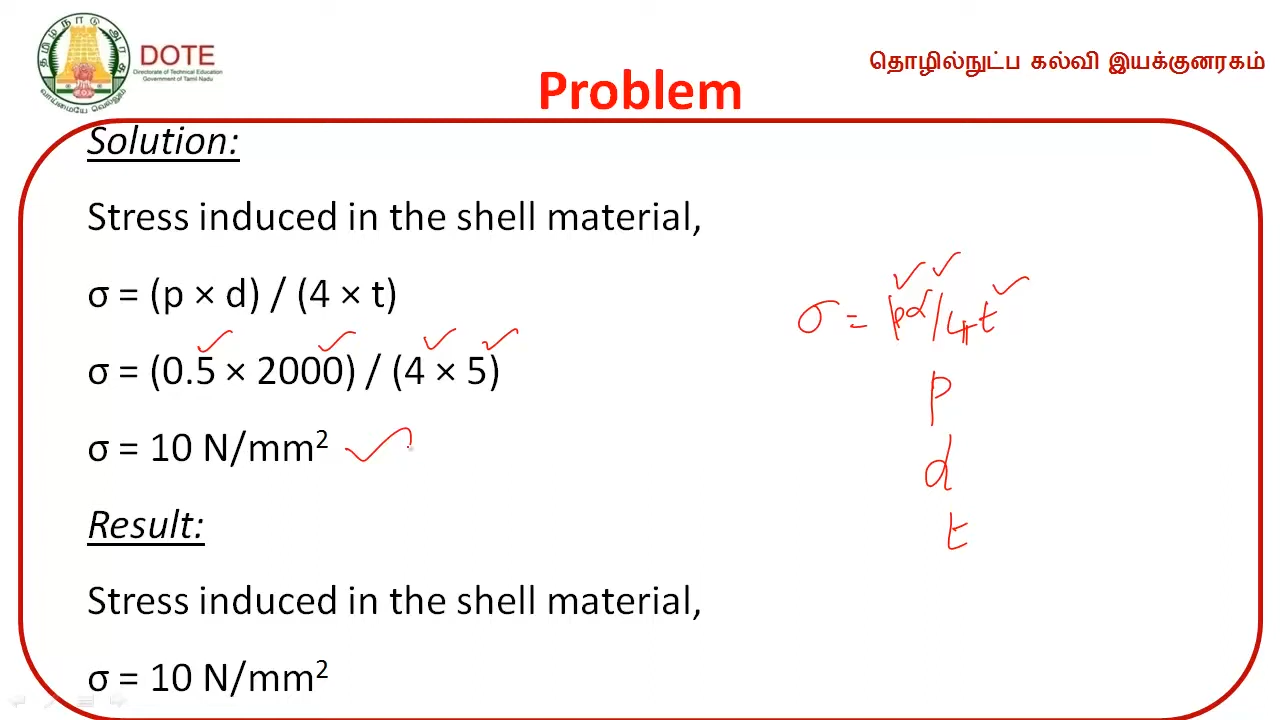 தமிழ்நாடு அரசு
வாய்மையே வெல்லும்
DOTE
Directorate of Technical Education
Government of Tamil Nadu
தொழில்நுட்ப கல்வி இயக்குனரகம்
Problem
Solution:
Stress induced in the shell material,
σ = (p × d) / (4 × t)
σ = (0.5 × 2000) / (4 × 5)
σ = 10 N/mm²
Result:
Stress induced in the shell material,
σ = 10 N/mm²
σ = pd/4t
p
d
t